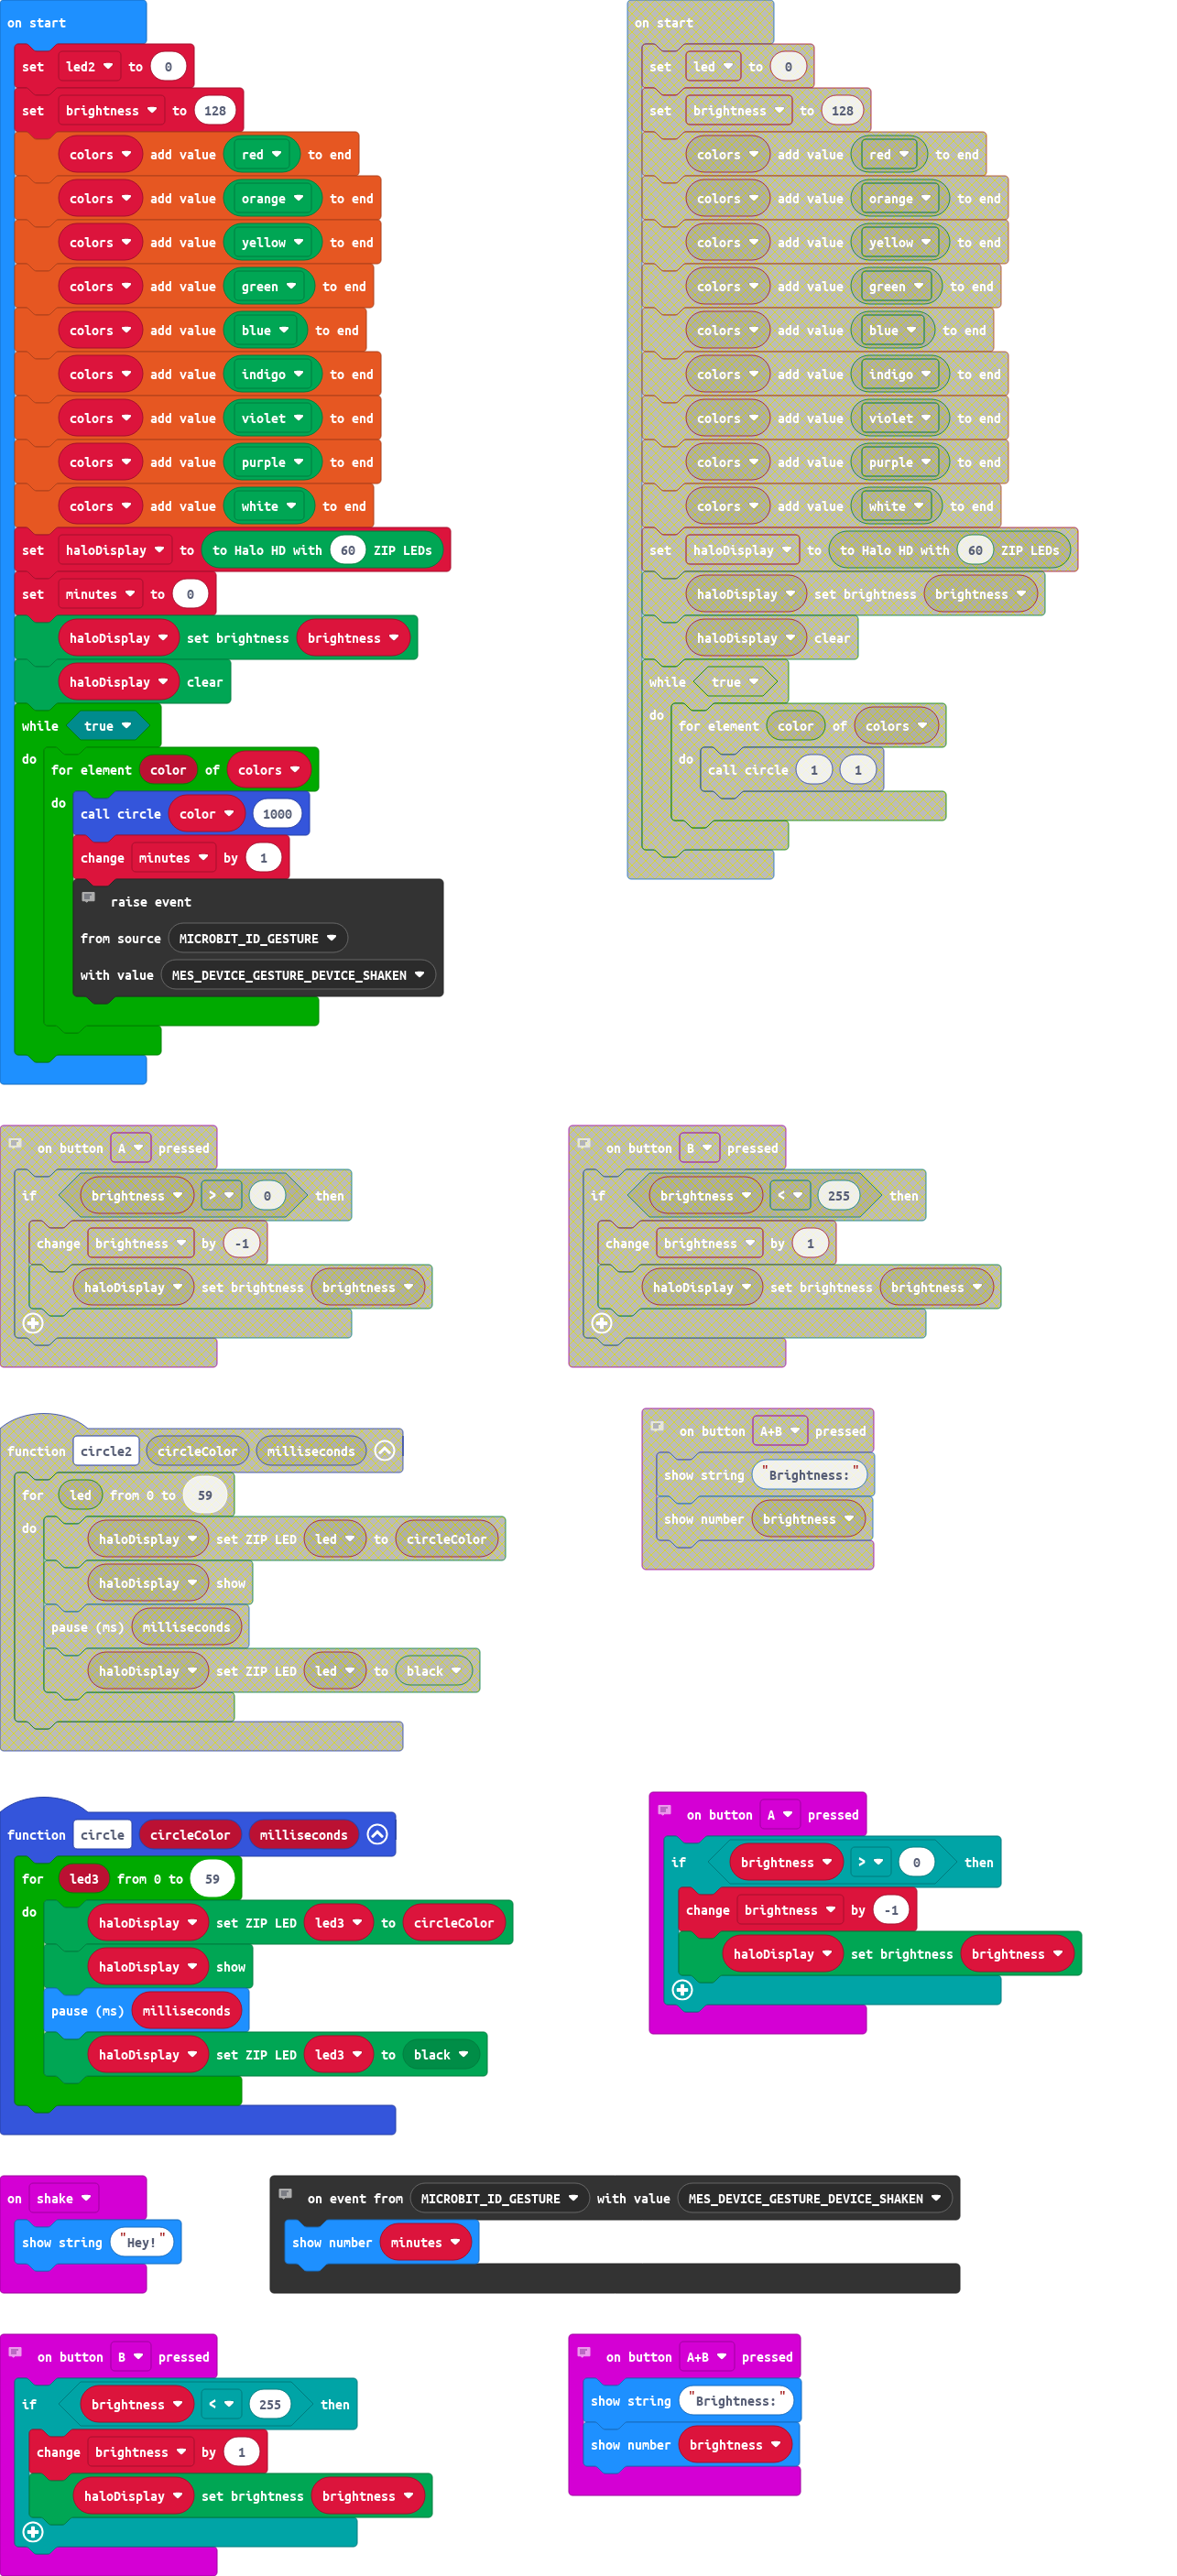 on start
set led2 to 0
set brightness to 128
colors add value red to end
colors add value orange to end
colors add value yellow to end
colors add value green to end
colors add value blue to end
colors add value indigo to end
colors add value violet to end
colors add value purple to end
colors add value white to end
set haloDisplay to to Halo HD with 60 ZIP LEDs
set minutes to 0
haloDisplay set brightness brightness
haloDisplay clear
while true
do for element color of colors
do call circle color 1000
change minutes by 1
raise event
from source MICROBIT_ID_GESTURE
with value MES_DEVICE_GESTURE_DEVICE_SHAKEN
on start
set led to 0
set brightness to 128
colors add value red to end
colors add value orange to end
colors add value yellow to end
colors add value green to end
colors add value blue to end
colors add value indigo to end
colors add value violet to end
colors add value purple to end
colors add value white to end
set haloDisplay to to Halo HD with 60 ZIP LEDs
haloDisplay set brightness brightness
haloDisplay clear
while true
do for element color of colors
do call circle 1 1
on button A pressed
if brightness > 0 then
change brightness by -1
haloDisplay set brightness brightness
on button B pressed
if brightness < 255 then
change brightness by 1
haloDisplay set brightness brightness
function circle2 circleColor milliseconds
for led from 0 to 59
do haloDisplay set ZIP LED led to circleColor
haloDisplay show
pause (ms) milliseconds
haloDisplay set ZIP LED led to black
on button A+B pressed
show string "Brightness:"
show number brightness
function circle circleColor milliseconds
for led3 from 0 to 59
do haloDisplay set ZIP LED led3 to circleColor
haloDisplay show
pause (ms) milliseconds
haloDisplay set ZIP LED led3 to black
on button A pressed
if brightness > 0 then
change brightness by -1
haloDisplay set brightness brightness
on shake
show string "Hey!"
on event from MICROBIT_ID_GESTURE with value MES_DEVICE_GESTURE_DEVICE_SHAKEN
show number minutes
on button B pressed
if brightness < 255 then
change brightness by 1
haloDisplay set brightness brightness
on button A+B pressed
show string "Brightness:"
show number brightness